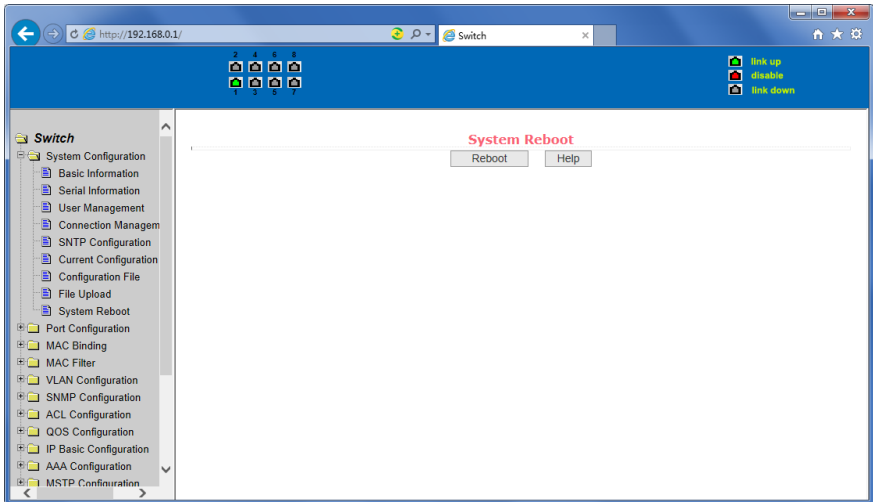 http://192.168.0.1/
Switch
2 4 6 8
1 3 5 7
link up
disable
link down
Switch
System Configuration
Basic Information
Serial Information
User Management
Connection Managem
SNTP Configuration
Current Configuration
Configuration File
File Upload
System Reboot
Port Configuration
MAC Binding
MAC Filter
VLAN Configuration
SNMP Configuration
ACL Configuration
QOS Configuration
IP Basic Configuration
AAA Configuration
MSTP Configuration
System Reboot
Reboot Help